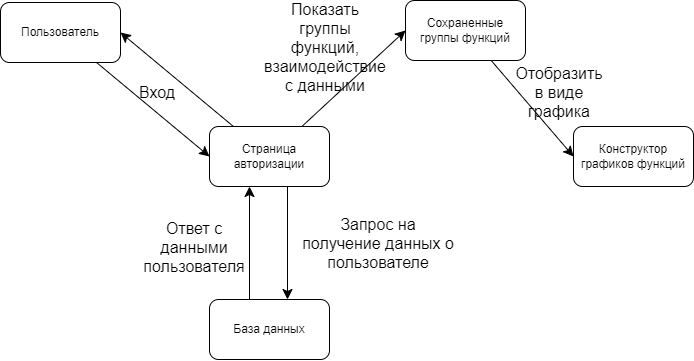 Пользователь
Показать
группы
функций,
взаимодействие
с данными
Сохраненные
группы функций
Вход
Отобразить
в виде
графика
Страница
авторизации
Конструктор
графиков функций
Ответ с
данными
пользователя
Запрос на
получение данных о
пользователе
База данных